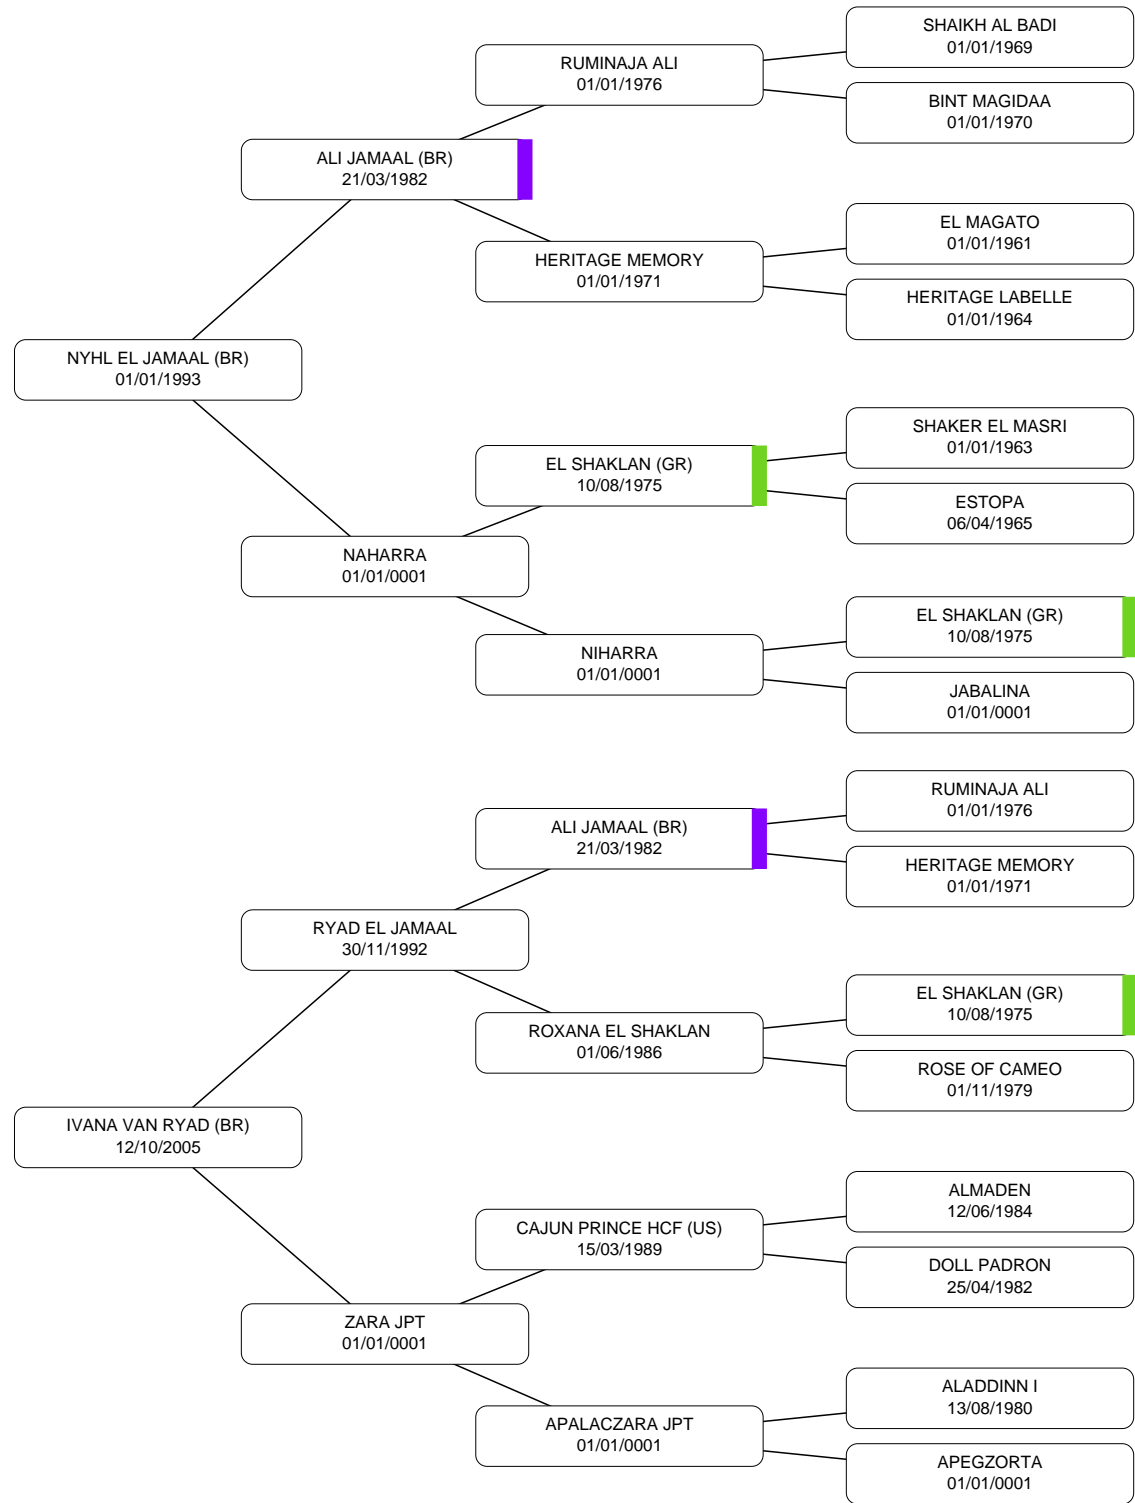 SHAIKH AL BADI
01/01/1969
RUMINAJA ALI
01/01/1976
BINT MAGIDAA
01/01/1970
ALI JAMAAL (BR)
21/03/1982
EL MAGATO
01/01/1961
HERITAGE MEMORY
01/01/1971
HERITAGE LABELLE
01/01/1964
NYHL EL JAMAAL (BR)
01/01/1993
SHAKER EL MASRI
01/01/1963
EL SHAKLAN (GR)
10/08/1975
ESTOPA
06/04/1965
NAHARRA
01/01/0001
EL SHAKLAN (GR)
10/08/1975
NIHARRA
01/01/0001
JABALINA
01/01/0001
RUMINAJA ALI
01/01/1976
ALI JAMAAL (BR)
21/03/1982
HERITAGE MEMORY
01/01/1971
RYAD EL JAMAAL
30/11/1992
EL SHAKLAN (GR)
10/08/1975
ROXANA EL SHAKLAN
01/06/1986
ROSE OF CAMEO
01/11/1979
IVANA VAN RYAD (BR)
12/10/2005
ALMADEN
12/06/1984
CAJUN PRINCE HCF (US)
15/03/1989
DOLL PADRON
25/04/1982
ZARA JPT
01/01/0001
ALADDINN I
13/08/1980
APALACZARA JPT
01/01/0001
APEGZORTA
01/01/0001